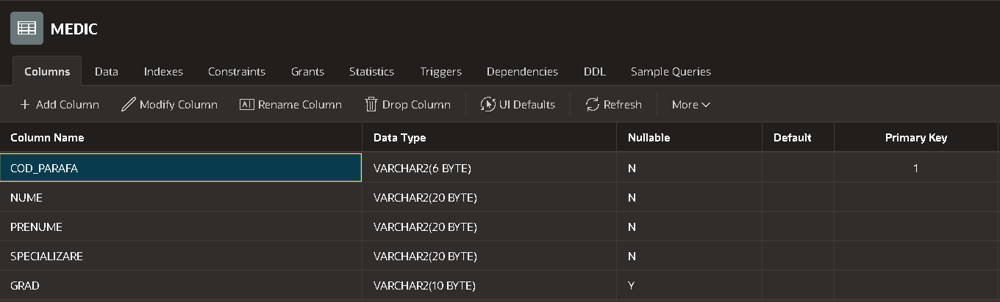 MEDIC
Columns Data Indexes Constraints Grants Statistics Triggers Dependencies DDL Sample Queries
+ Add Column Modify Column Rename Column Drop Column UI Defaults Refresh More
Column Name Data Type Nullable Default Primary Key
COD_PARAFA VARCHAR2(6 BYTE) N 1
NUME VARCHAR2(20 BYTE) N
PRENUME VARCHAR2(20 BYTE) N
SPECIALIZARE VARCHAR2(20 BYTE) N
GRAD VARCHAR2(10 BYTE) Y